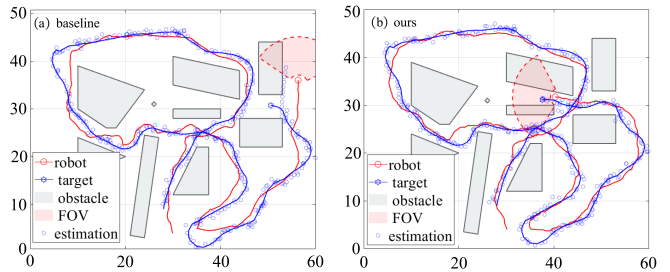 (a) baseline
50
40
30
20
10
0
0
20
40
60
robot
target
obstacle
FOV
estimation
(b) ours
50
40
30
20
10
0
0
20
40
60
robot
target
obstacle
FOV
estimation